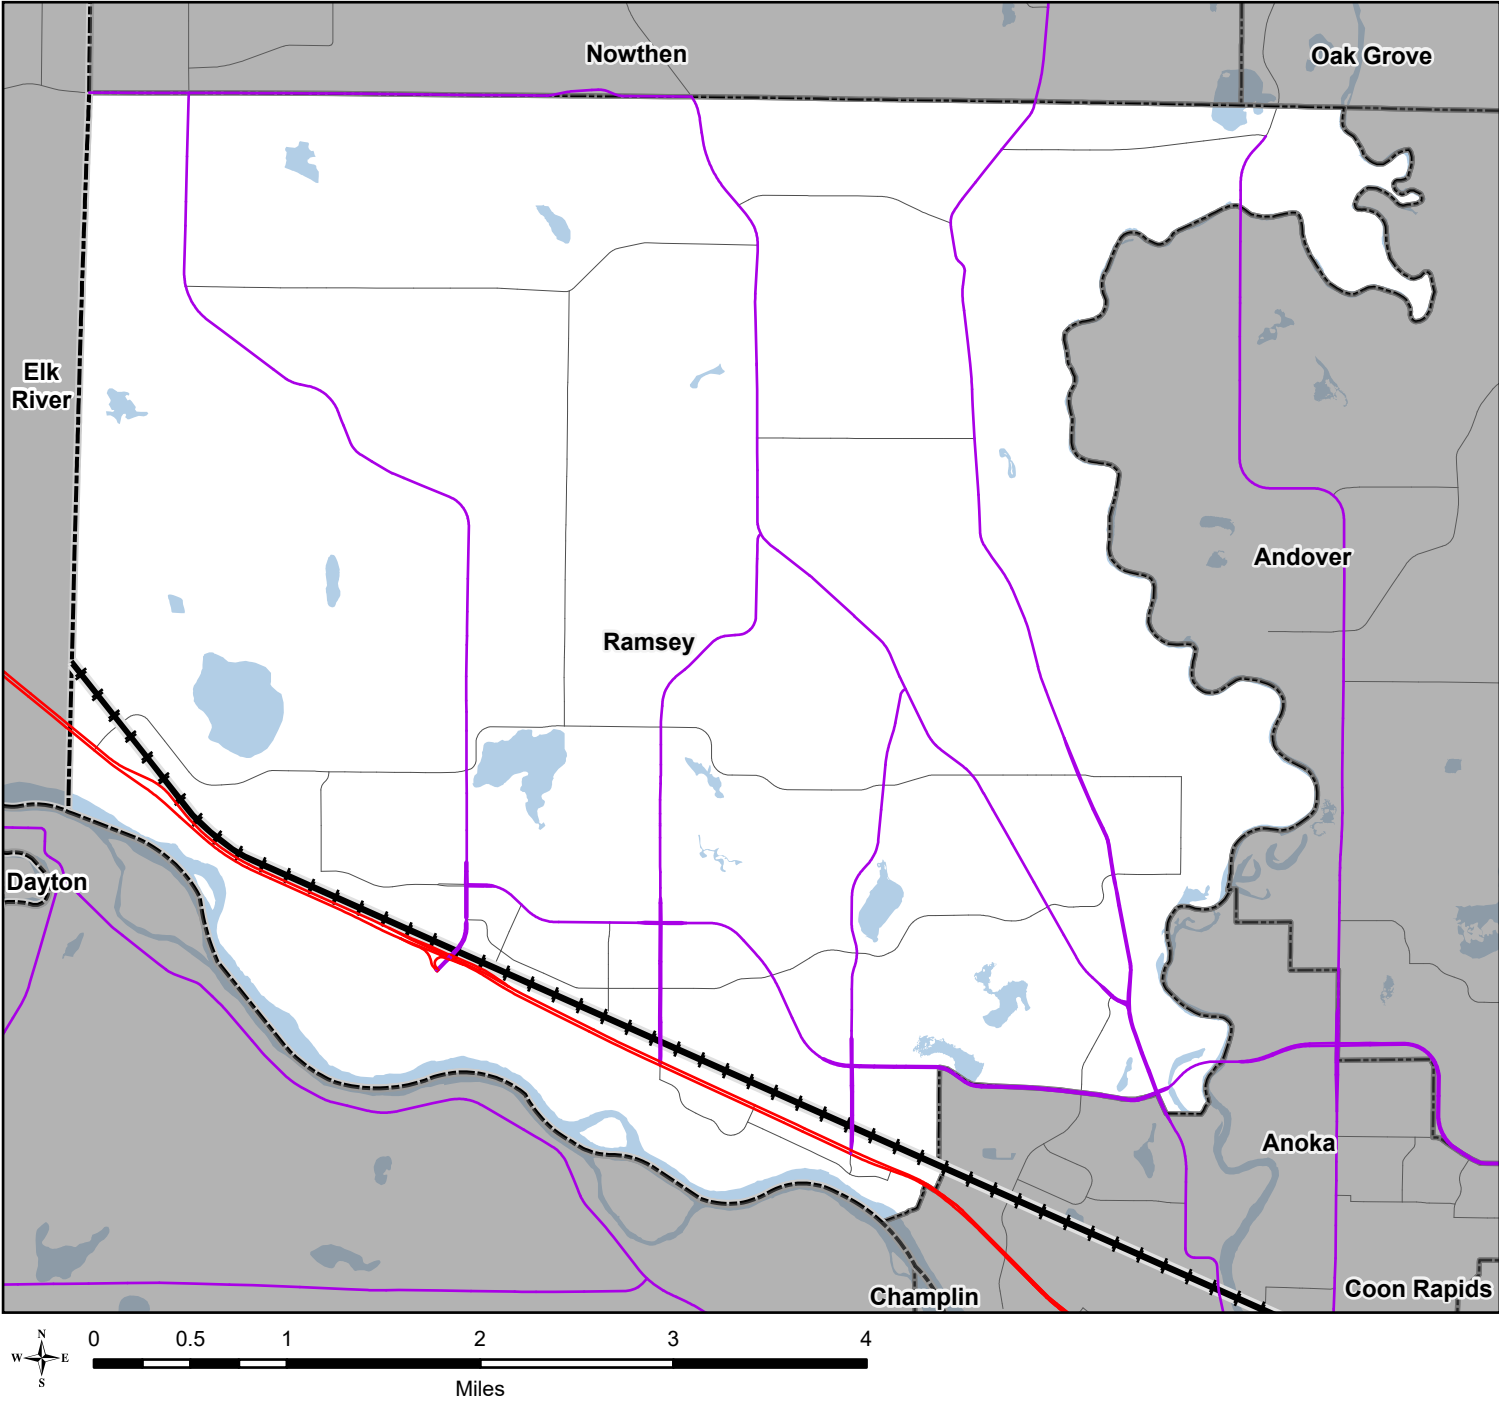 Nowthen
Oak Grove
Elk
River
Andover
Ramsey
Dayton
Anoka
Coon Rapids
Champlin
N
W E
S
0 0.5 1 2 3 4
Miles